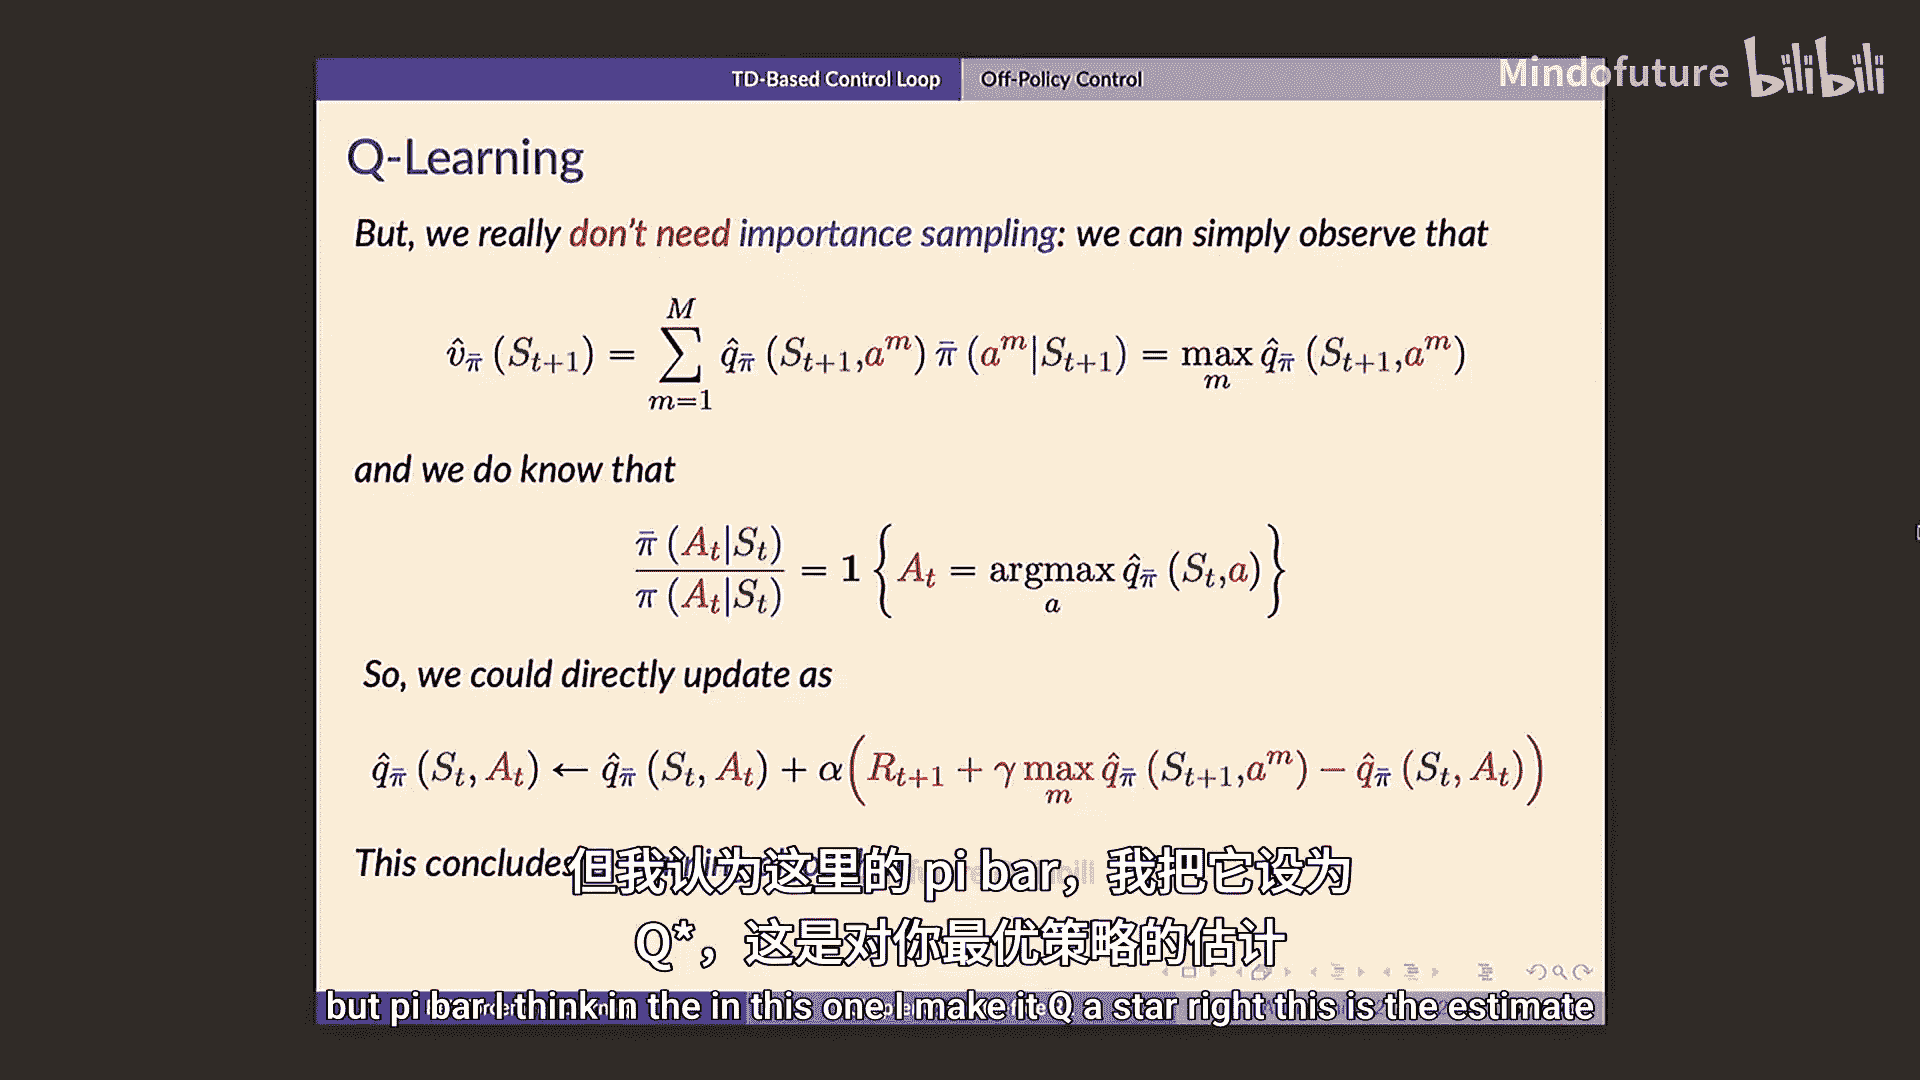 TD-Based Control Loop Off-Policy Control
Mindofuture bilibili
Q-Learning
But, we really don't need importance sampling: we can simply observe that
v̂_π̄ (S_{t+1}) = ∑_{m=1}^{M} q̂_π̄ (S_{t+1}, a^m) π̄ (a^m|S_{t+1}) = max_m q̂_π̄ (S_{t+1}, a^m)
and we do know that
π̄ (A_t|S_t) / π (A_t|S_t) = 1 { A_t = argmax_a q̂_π̄ (S_t, a) }
So, we could directly update as
q̂_π̄ (S_t, A_t) ← q̂_π̄ (S_t, A_t) + α ( R_{t+1} + γ max_m q̂_π̄ (S_{t+1}, a^m) − q̂_π̄ (S_t, A_t) )
This concludes
但我认为这里的 pi bar，我把它设为
Q*，这是对你最优策略的估计
but pi bar I think in the in this one I make it Q a star right this is the estimate